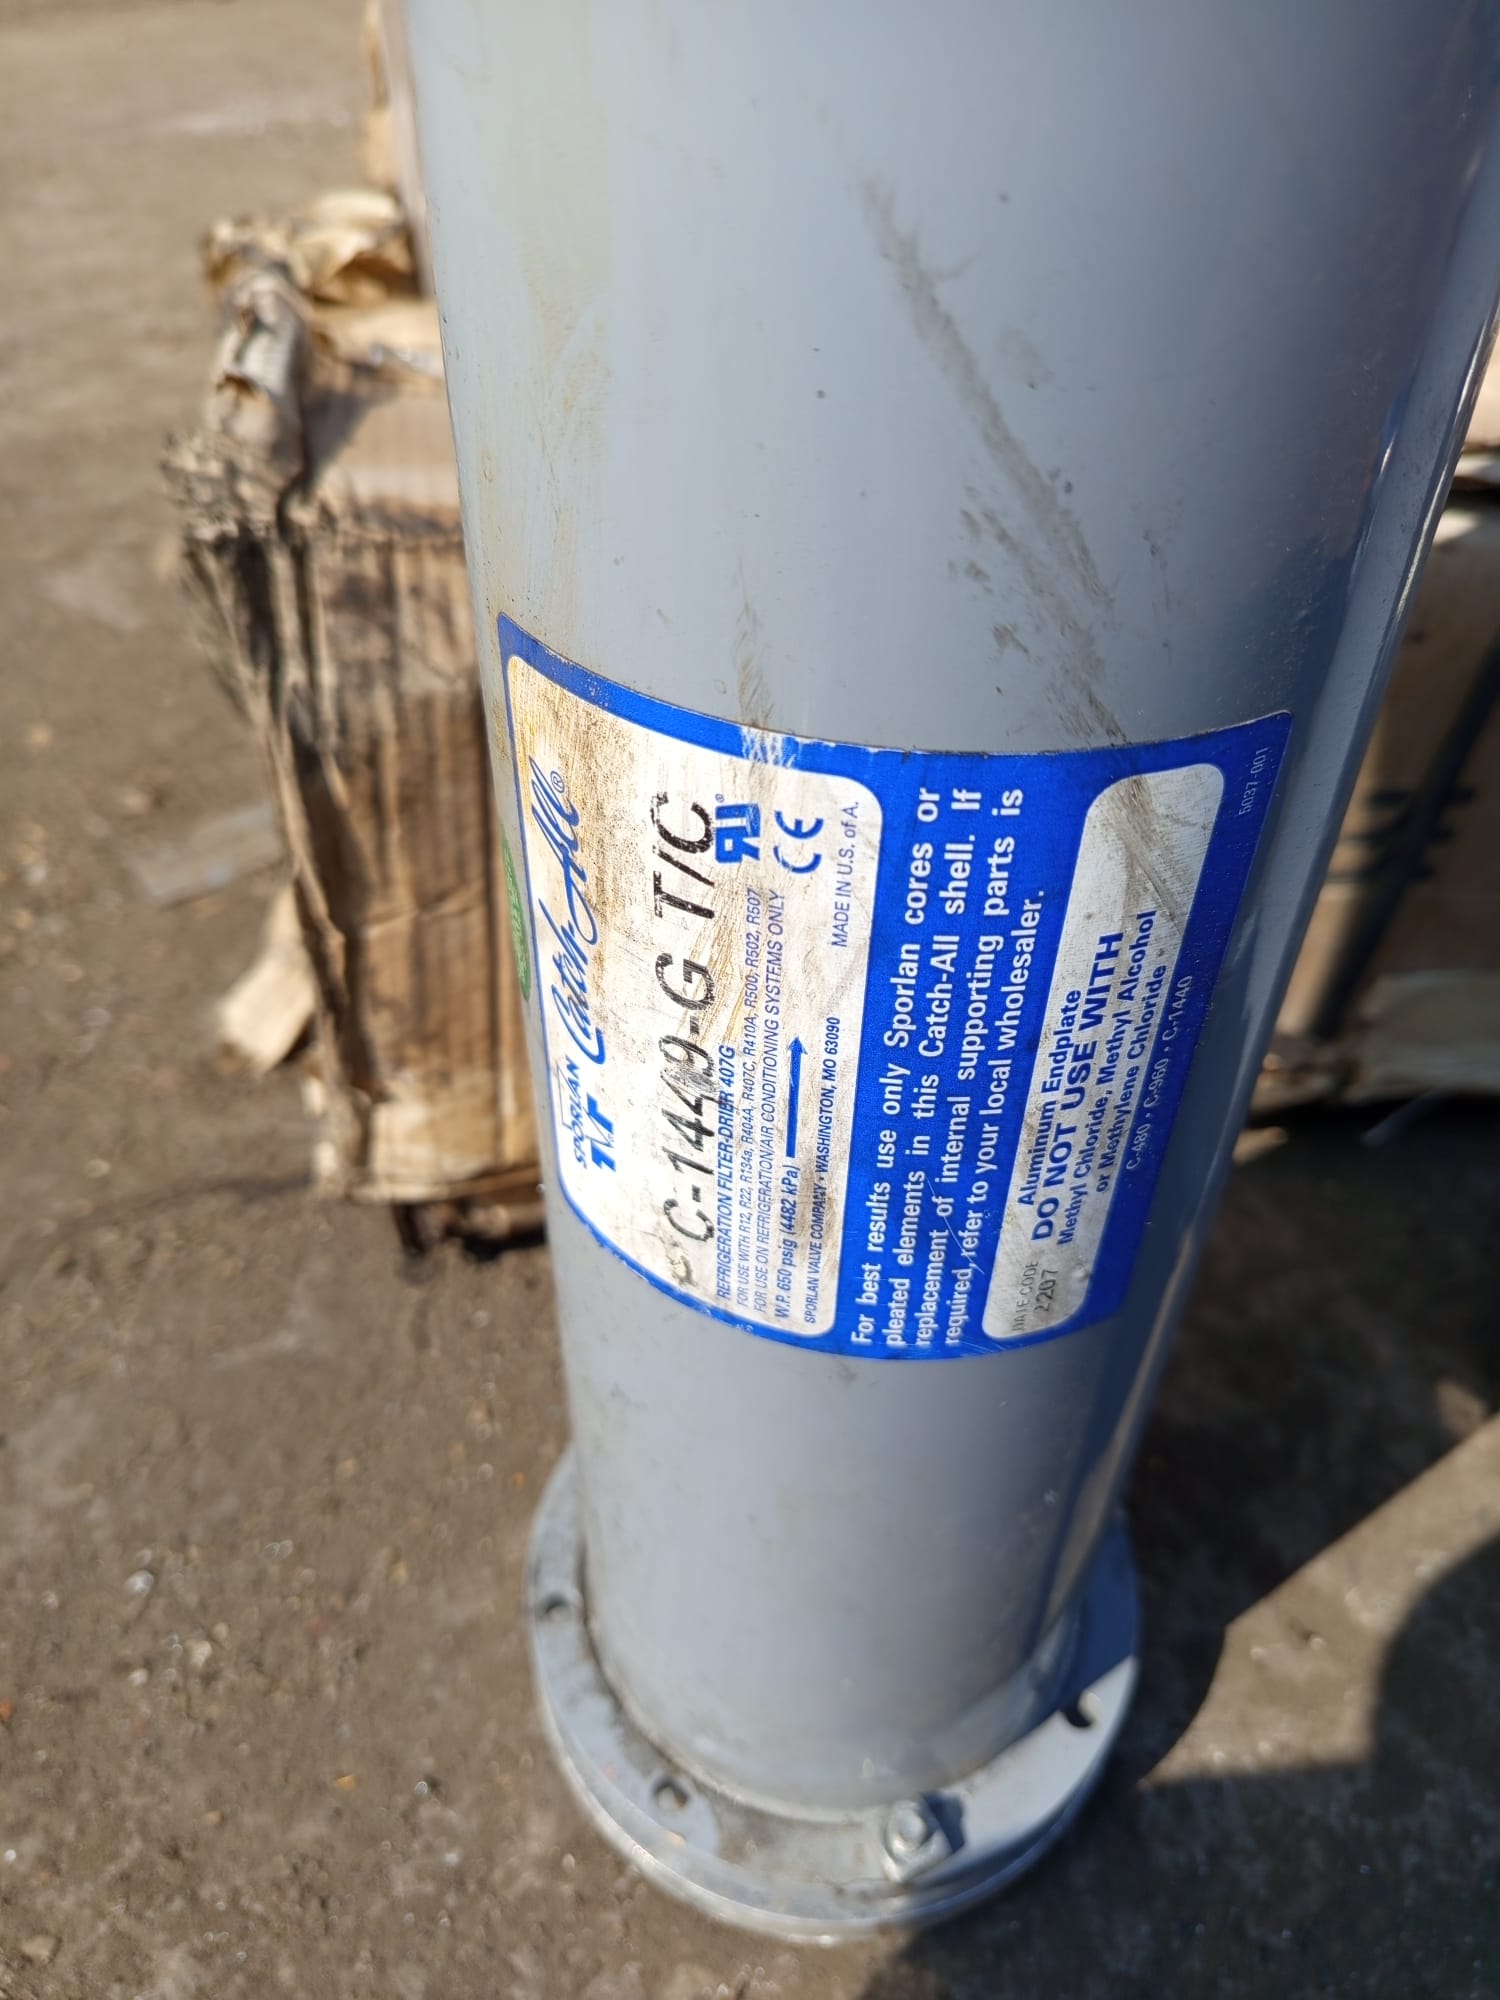 SPORLAN Catch-All®
C-1449-G T/C
REFRIGERATION FILTER-DRIER 407G
FOR USE WITH R12, R22, R134a, R404A, R407C, R410A, R500, R502, R507
FOR USE ON REFRIGERATION/AIR CONDITIONING SYSTEMS ONLY
W.P. 650 psig (4482 kPa)
SPORLAN VALVE COMPANY • WASHINGTON, MO 63090
MADE IN U.S. of A.
For best results use only Sporlan cores or
pleated elements in this Catch-All shell. If
replacement of internal supporting parts is
required, refer to your local wholesaler.
DATE CODE
2207
Aluminum Endplate
DO NOT USE WITH
Methyl Chloride, Methyl Alcohol
or Methylene Chloride
C-480 • C-960 • C-1440
5037-001